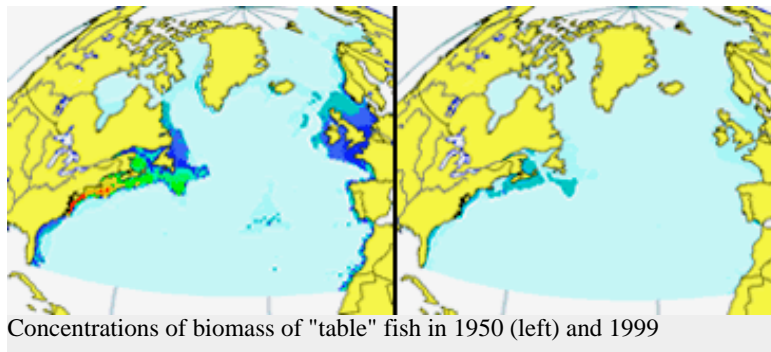 Concentrations of biomass of "table" fish in 1950 (left) and 1999